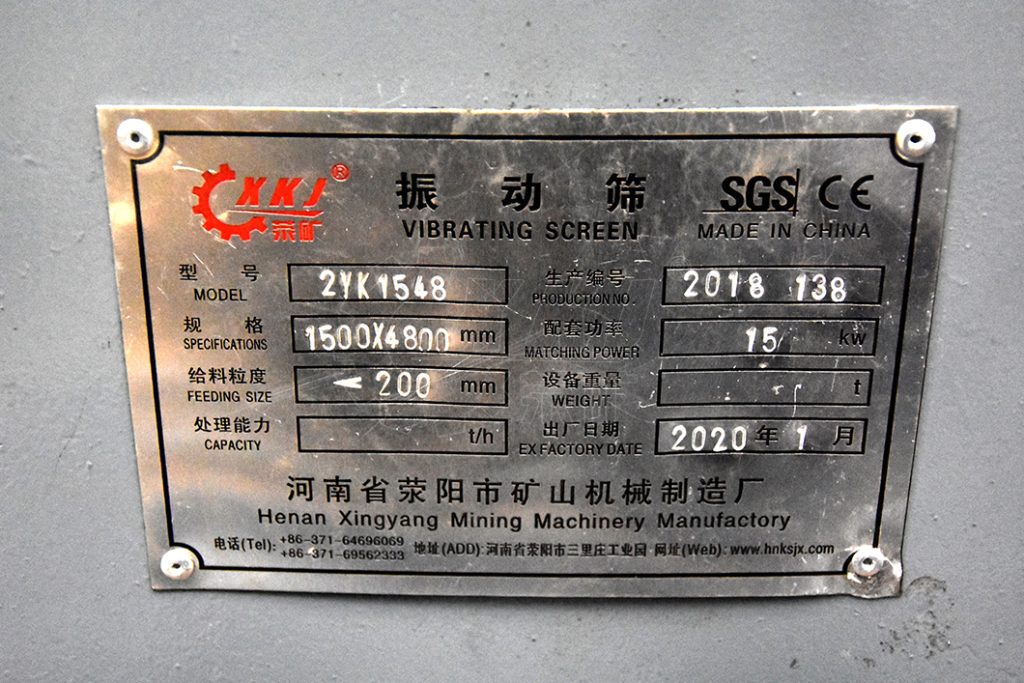 XKJ® 荥矿
振动筛 SGS CE
VIBRATING SCREEN MADE IN CHINA
型号 2YK1548 生产编号 2018 138
MODEL PRODUCTION NO.
规格 1500X4800 mm 配套功率 15 kw
SPECIFICATIONS MATCHING POWER
给料粒度 <200 mm 设备重量 t
FEEDING SIZE WEIGHT
处理能力 t/h 出厂日期 2020年1月
CAPACITY EX FACTORY DATE
河南省荥阳市矿山机械制造厂
Henan Xingyang Mining Machinery Manufactory
电话(Tel): +86-371-64696069 地址(ADD):河南省荥阳市三里庄工业园 网址(Web): www.hnksjx.com
+86-371-69562333